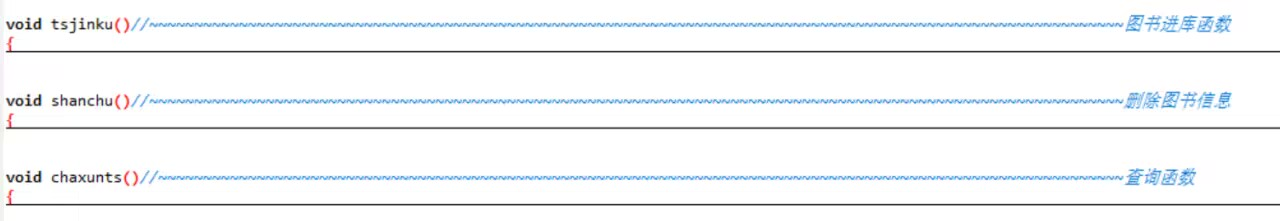 void tsjinku()//~~~~~~~~~~~~~~~~~~~~~~~~~~~~~~~~~~~~~~~~~~~~~~~~~~~~~~~~~~~~~~~~~~~~~~~~~~~~~~~~~~~~~~~~~~~~~~~~~~~~~~~~~~~~图书进库函数
{
void shanchu()//~~~~~~~~~~~~~~~~~~~~~~~~~~~~~~~~~~~~~~~~~~~~~~~~~~~~~~~~~~~~~~~~~~~~~~~~~~~~~~~~~~~~~~~~~~~~~~~~~~~~~~~~~~~~删除图书信息
{
void chaxunts()//~~~~~~~~~~~~~~~~~~~~~~~~~~~~~~~~~~~~~~~~~~~~~~~~~~~~~~~~~~~~~~~~~~~~~~~~~~~~~~~~~~~~~~~~~~~~~~~~~~~~~~~~~~~查询函数
{